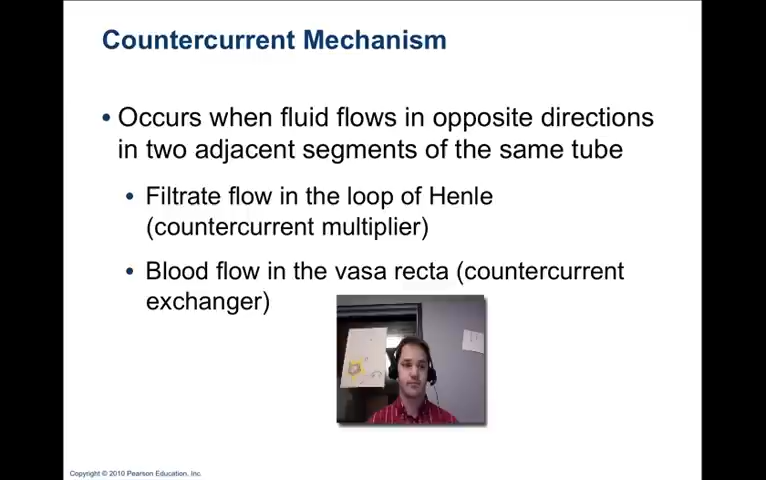 Countercurrent Mechanism
• Occurs when fluid flows in opposite directions
in two adjacent segments of the same tube
• Filtrate flow in the loop of Henle
(countercurrent multiplier)
• Blood flow in the vasa recta (countercurrent
exchanger)
Copyright © 2010 Pearson Education, Inc.